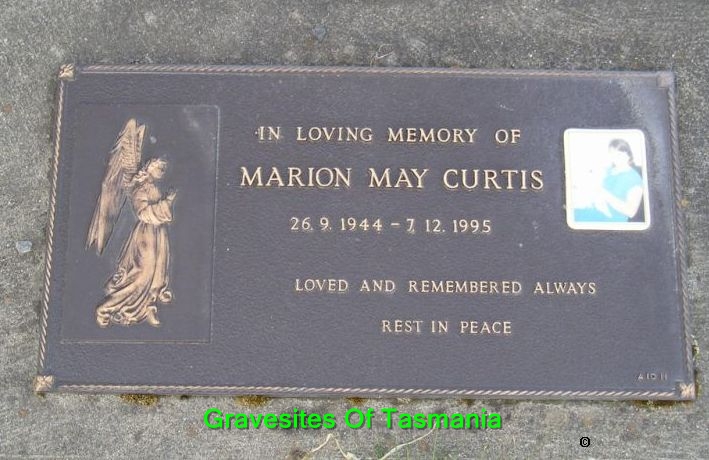 IN LOVING MEMORY OF
MARION MAY CURTIS
26. 9. 1944 - 7. 12. 1995
LOVED AND REMEMBERED ALWAYS
REST IN PEACE
Gravesites Of Tasmania
©